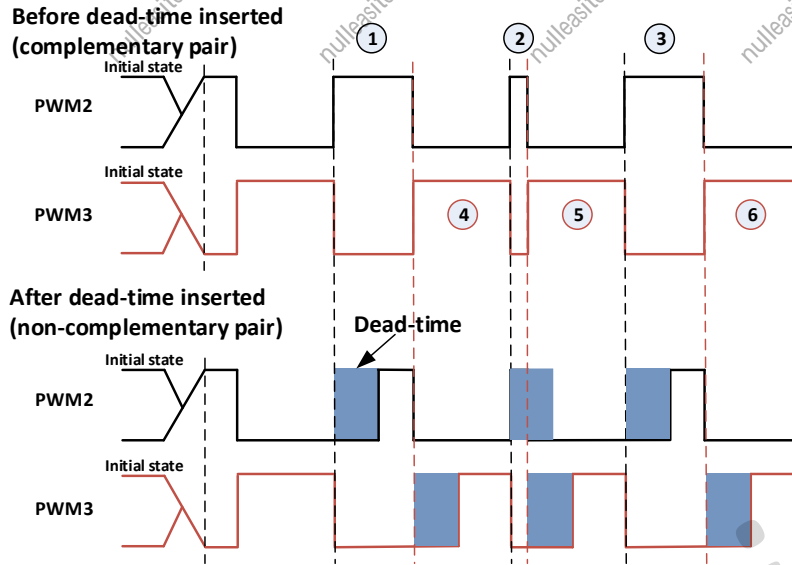 Before dead-time inserted
(complementary pair)
1
2
3
Initial state
PWM2
Initial state
PWM3
4
5
6
After dead-time inserted
(non-complementary pair)
Dead-time
Initial state
PWM2
Initial state
PWM3